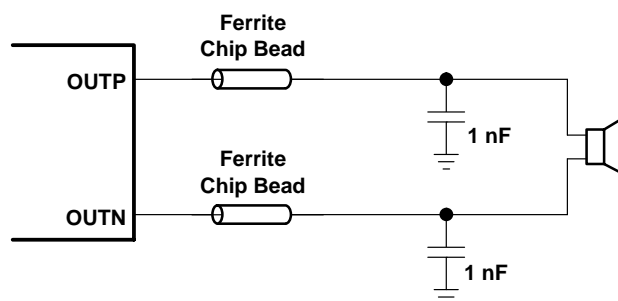 Ferrite
Chip Bead
OUTP
1 nF
Ferrite
Chip Bead
OUTN
1 nF